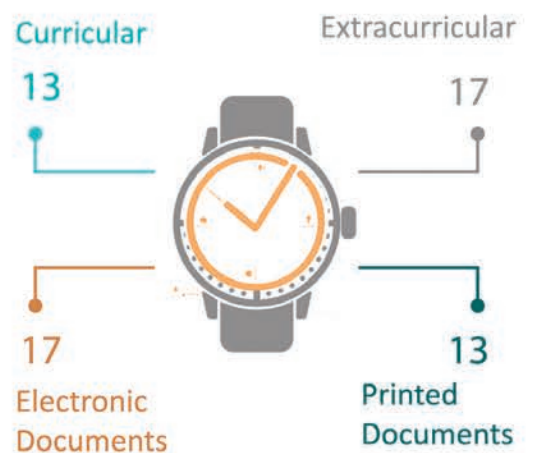 Curricular
13
Extracurricular
17
17
Electronic
Documents
13
Printed
Documents